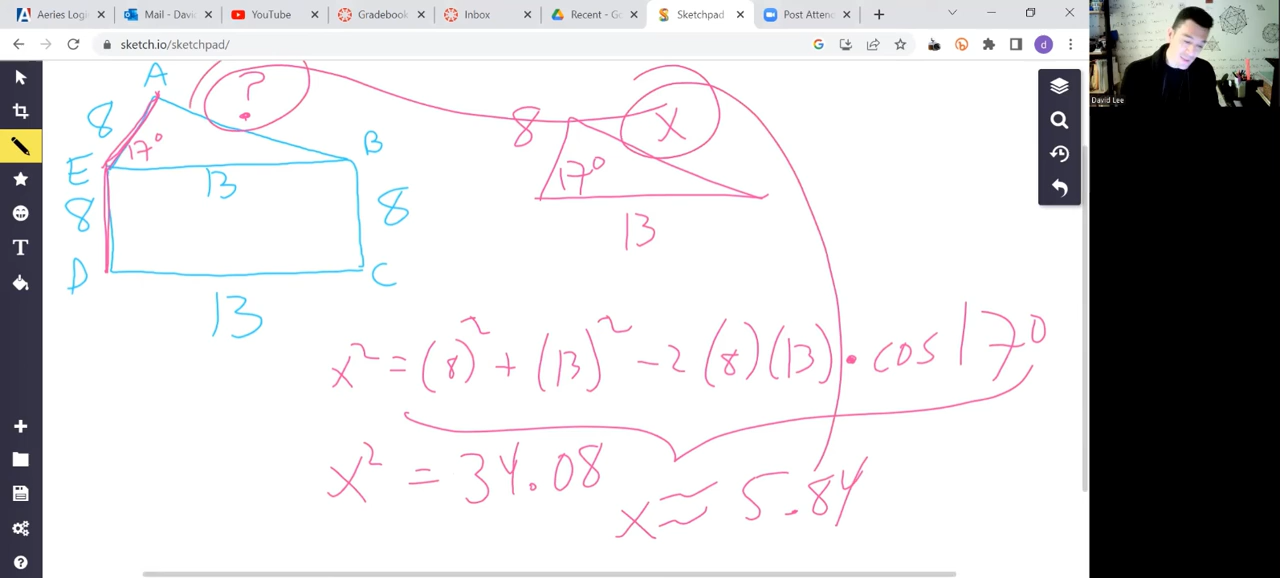 Aeries Logi
Mail - Davi
YouTube
Gradebook
Inbox
Recent - Go
Sketchpad
Post Atten
sketch.io/sketchpad/
d
David Lee
A
?
8
17°
E
B
13
8
8
D
C
13
8
X
17°
13
x² = (8)² + (13)² - 2 (8)(13) • cos 17°
x² = 34.08
x ≈ 5.84
T